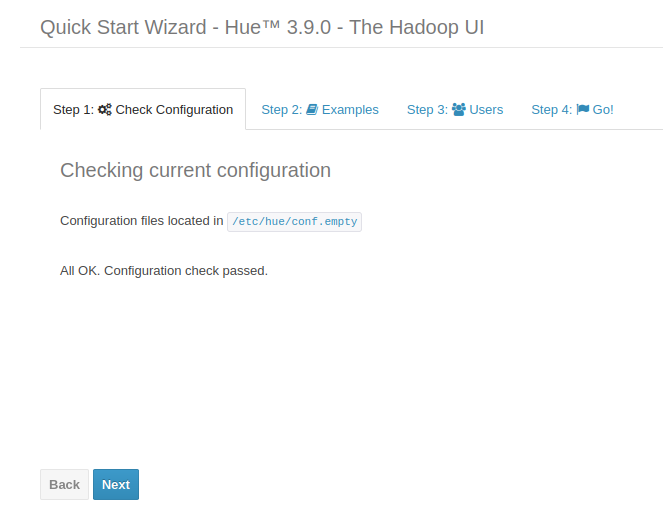 Quick Start Wizard - Hue™ 3.9.0 - The Hadoop UI
Step 1: Check Configuration Step 2: Examples Step 3: Users Step 4: Go!
Checking current configuration
Configuration files located in /etc/hue/conf.empty
All OK. Configuration check passed.
Back Next